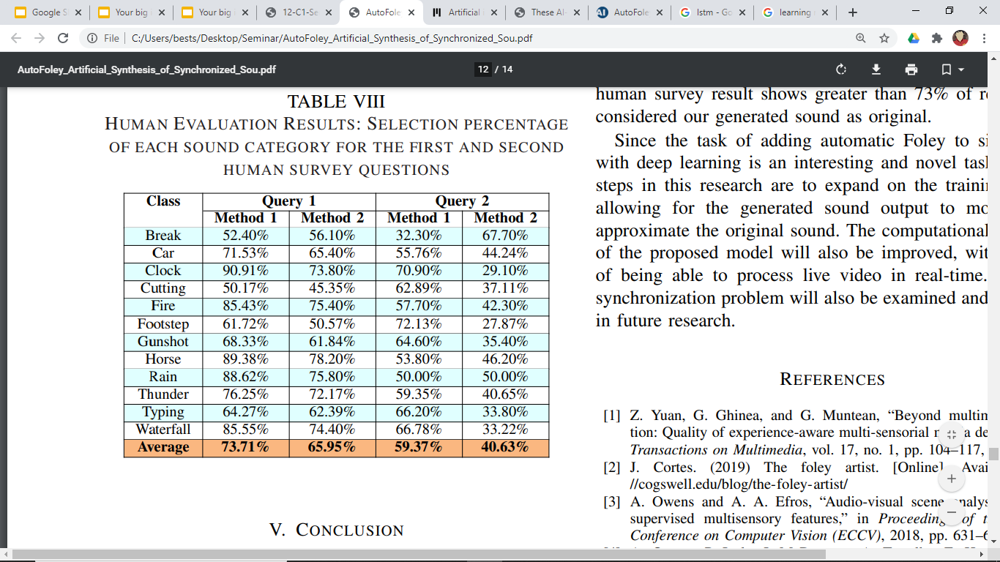 Google S
Your big
Your big
12-C1-Se
AutoFole
Artificial
These AI-
AutoFole
lstm - Go
learning
File C:/Users/bests/Desktop/Seminar/AutoFoley_Artificial_Synthesis_of_Synchronized_Sou.pdf
AutoFoley_Artificial_Synthesis_of_Synchronized_Sou.pdf 12 / 14
TABLE VIII
HUMAN EVALUATION RESULTS: SELECTION PERCENTAGE
OF EACH SOUND CATEGORY FOR THE FIRST AND SECOND
HUMAN SURVEY QUESTIONS
Class Query 1 Query 2
Method 1 Method 2 Method 1 Method 2
Break 52.40% 56.10% 32.30% 67.70%
Car 71.53% 65.40% 55.76% 44.24%
Clock 90.91% 73.80% 70.90% 29.10%
Cutting 50.17% 45.35% 62.89% 37.11%
Fire 85.43% 75.40% 57.70% 42.30%
Footstep 61.72% 50.57% 72.13% 27.87%
Gunshot 68.33% 61.84% 64.60% 35.40%
Horse 89.38% 78.20% 53.80% 46.20%
Rain 88.62% 75.80% 50.00% 50.00%
Thunder 76.25% 72.17% 59.35% 40.65%
Typing 64.27% 62.39% 66.20% 33.80%
Waterfall 85.55% 74.40% 66.78% 33.22%
Average 73.71% 65.95% 59.37% 40.63%
V. CONCLUSION
human survey result shows greater than 73% of r
considered our generated sound as original.
Since the task of adding automatic Foley to si
with deep learning is an interesting and novel tas
steps in this research are to expand on the traini
allowing for the generated sound output to mo
approximate the original sound. The computational
of the proposed model will also be improved, wit
of being able to process live video in real-time.
synchronization problem will also be examined and
in future research.
REFERENCES
[1] Z. Yuan, G. Ghinea, and G. Muntean, “Beyond multin
tion: Quality of experience-aware multi-sensorial a de
Transactions on Multimedia, vol. 17, no. 1, pp. 104–117,
[2] J. Cortes. (2019) The foley artist. [Online] Avai
//cogswell.edu/blog/the-foley-artist/
[3] A. Owens and A. A. Efros, “Audio-visual scene nalys
supervised multisensory features,” in Proceeding of t
Conference on Computer Vision (ECCV), 2018, pp. 631–6